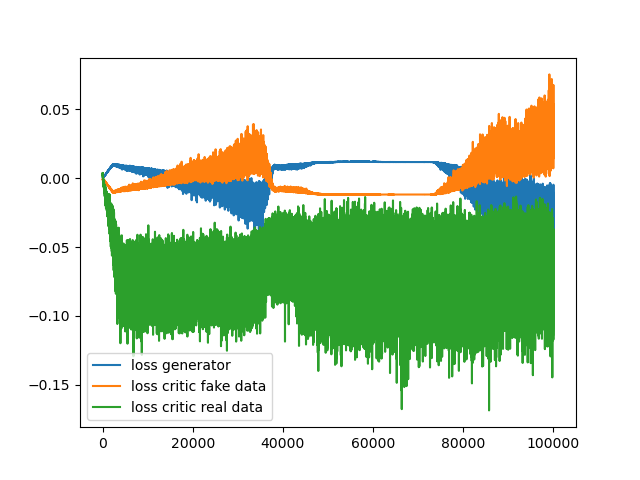 0.05
0.00
−0.05
−0.10
−0.15
loss generator
loss critic fake data
loss critic real data
0 20000 40000 60000 80000 100000